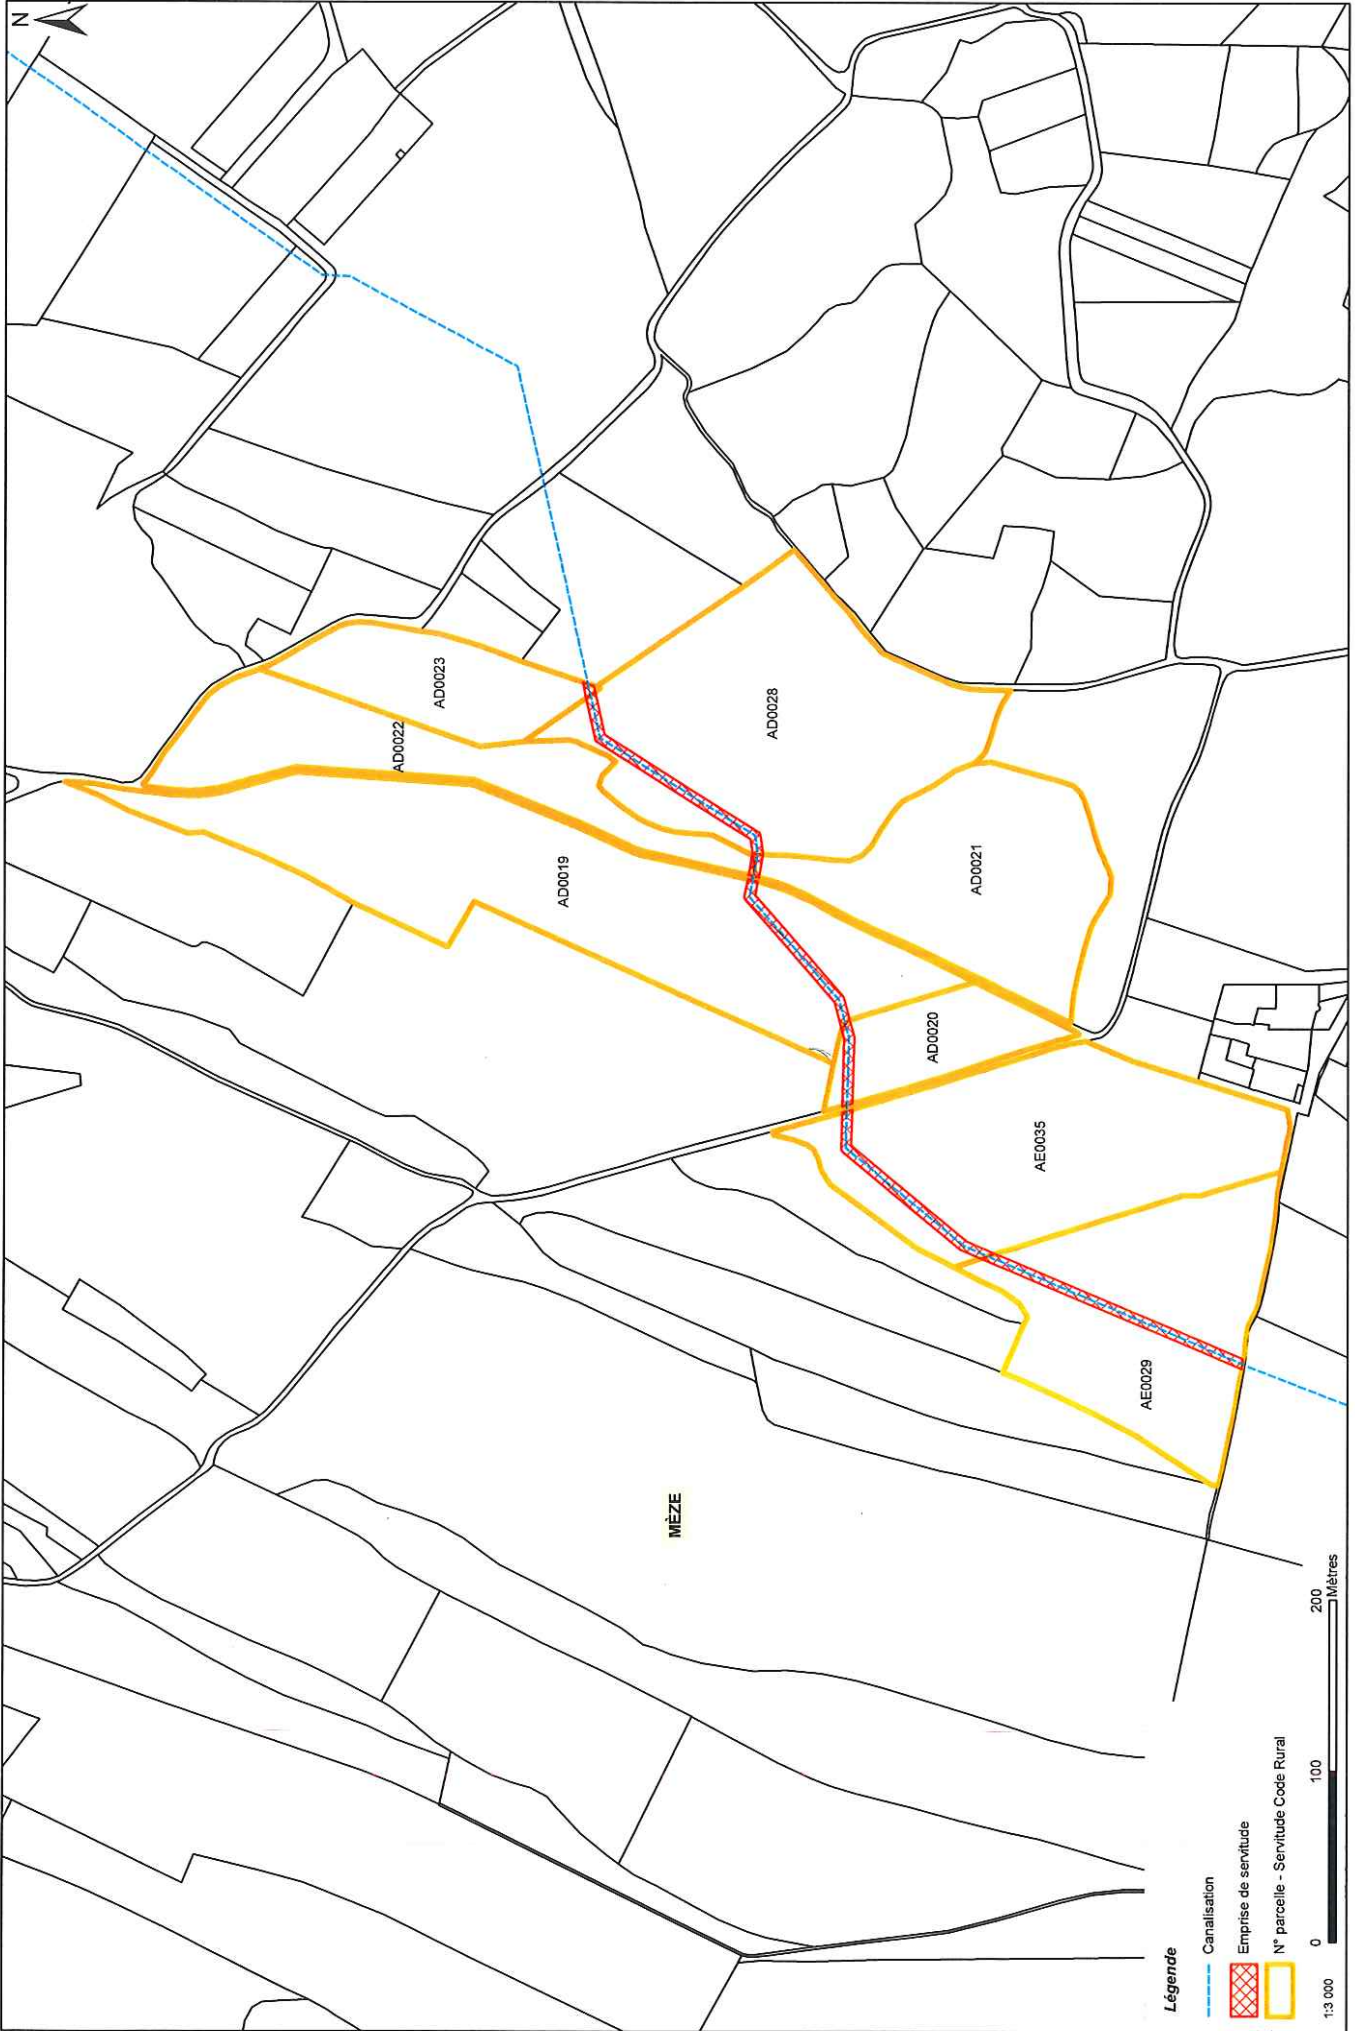 N
AD0023
AD0022
AD0028
AD0019
AD0021
AD0020
AE0035
AE0029
MÈZE
Légende
Canalisation
Emprise de servitude
N° parcelle - Servitude Code Rural
1:3 000
0 100 200
Mètres